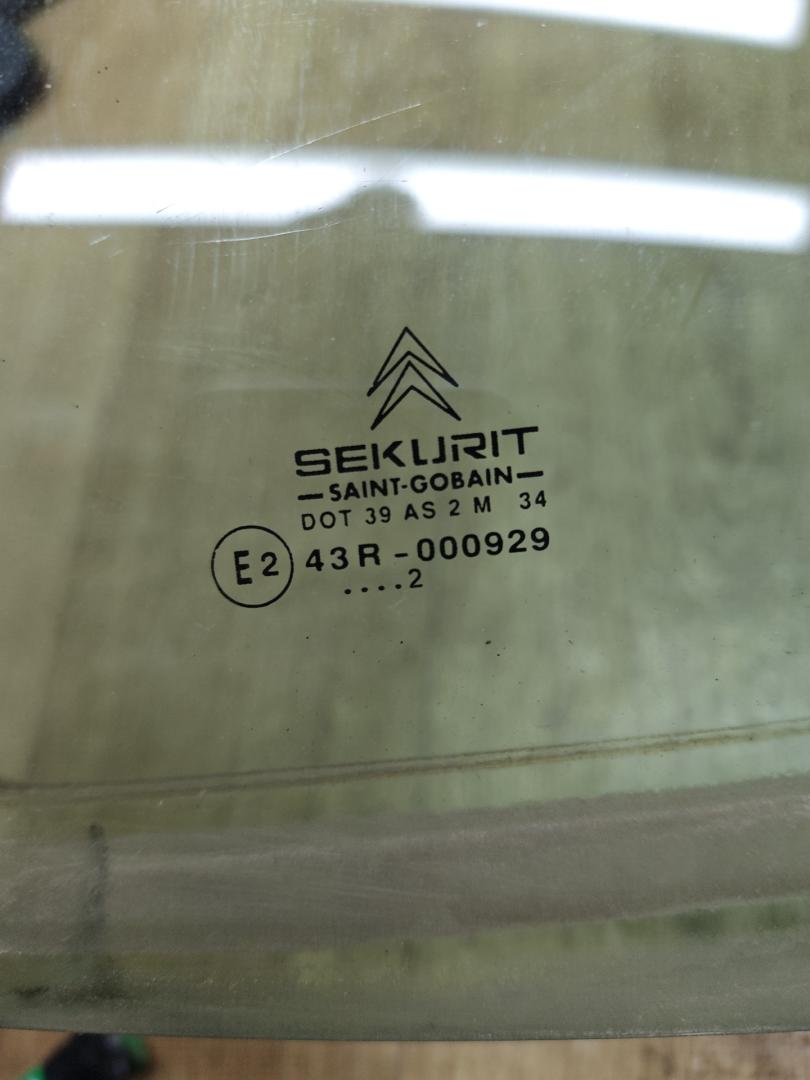 SEKURIT
—SAINT-GOBAIN—
DOT 39 AS 2 M 34
E2 43R-000929
....2